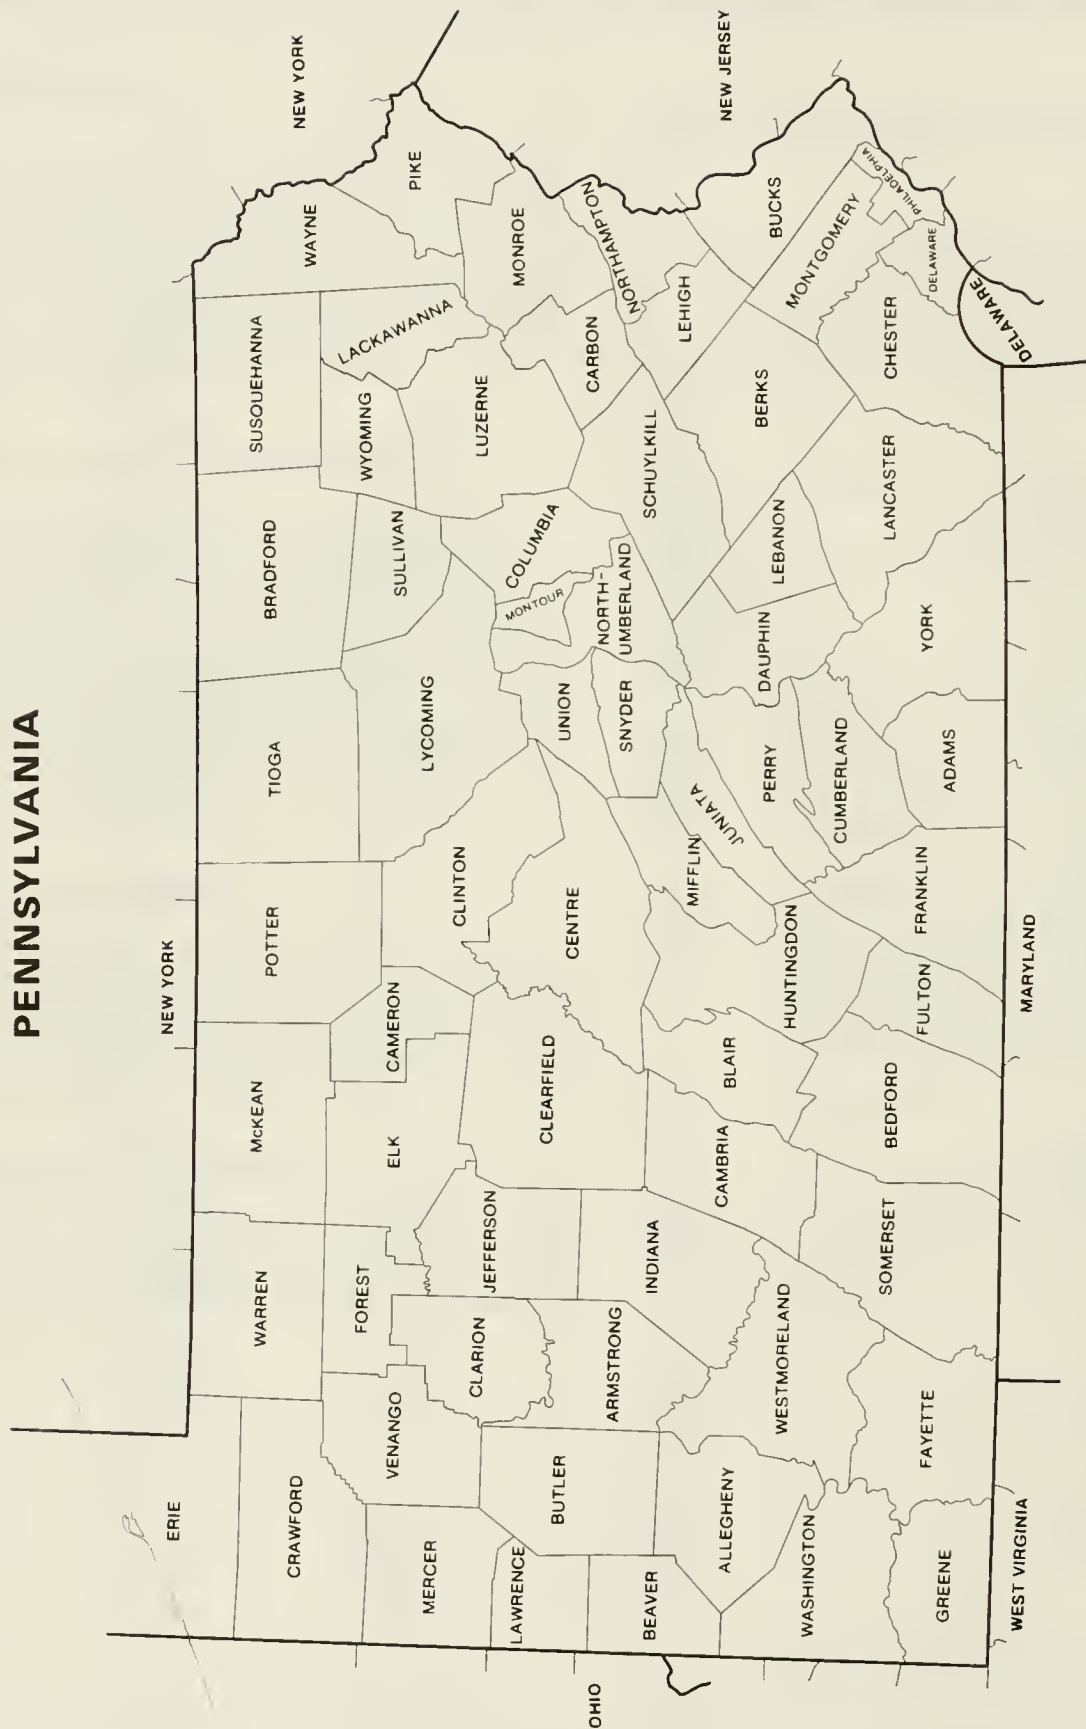 PENNSYLVANIA
NEW YORK
NEW YORK
ERIE
CRAWFORD
WARREN
McKEAN
POTTER
TIOGA
BRADFORD
SUSQUEHANNA
WAYNE
PIKE
MERCER
VENANGO
FOREST
ELK
CAMERON
CLINTON
LYCOMING
SULLIVAN
WYOMING
LACKAWANNA
LAWRENCE
BUTLER
CLARION
JEFFERSON
CLEARFIELD
CENTRE
UNION
MONTOUR
COLUMBIA
LUZERNE
MONROE
BEAVER
ARMSTRONG
INDIANA
SNYDER
NORTH-
UMBERLAND
SCHUYLKILL
CARBON
NORTHAMPTON
LEHIGH
ALLEGHENY
WESTMORELAND
CAMBRIA
BLAIR
HUNTINGDON
MIFFLIN
JUNIATA
PERRY
DAUPHIN
LEBANON
BERKS
BUCKS
MONTGOMERY
PHILADELPHIA
WASHINGTON
GREENE
FAYETTE
SOMERSET
BEDFORD
FULTON
FRANKLIN
CUMBERLAND
ADAMS
YORK
LANCASTER
CHESTER
DELAWARE
NEW JERSEY
OHIO
WEST VIRGINIA
MARYLAND
DELAWARE